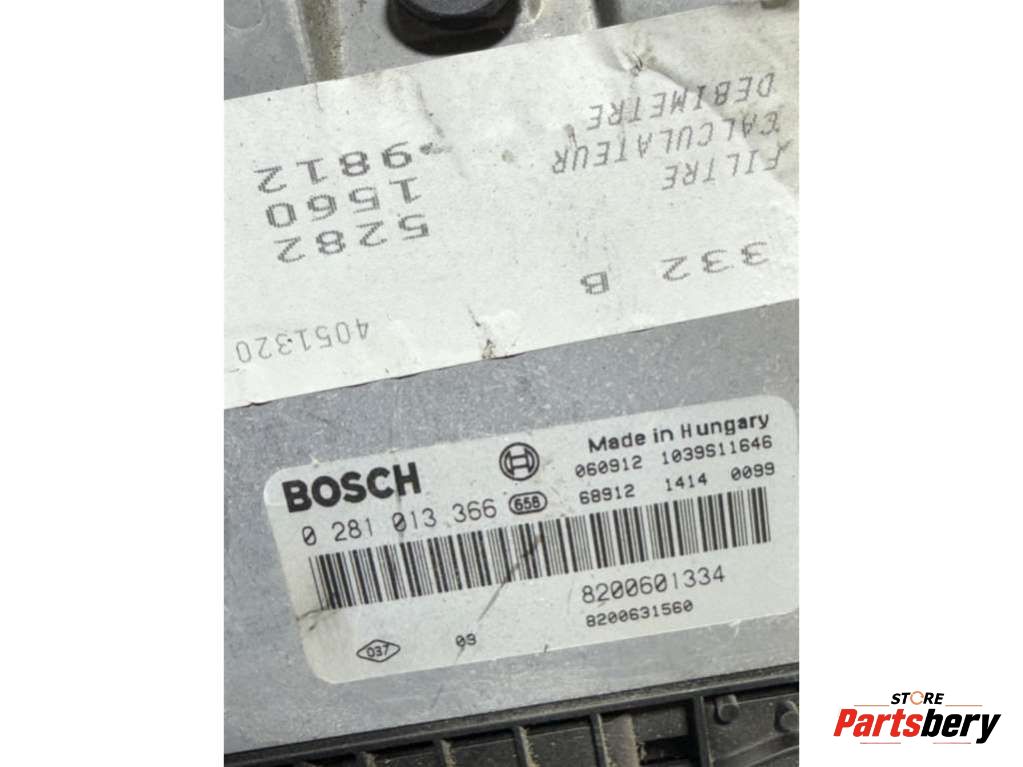 DEBIMETRE
CALCULATEUR
FILTRE
332 B
9812
1560
5282
4051320
BOSCH
Made in Hungary
060912 1039S11646
0 281 013 366 658
68912 1414 0099
8200601334
8200631560
037
09
STORE
Partsbery